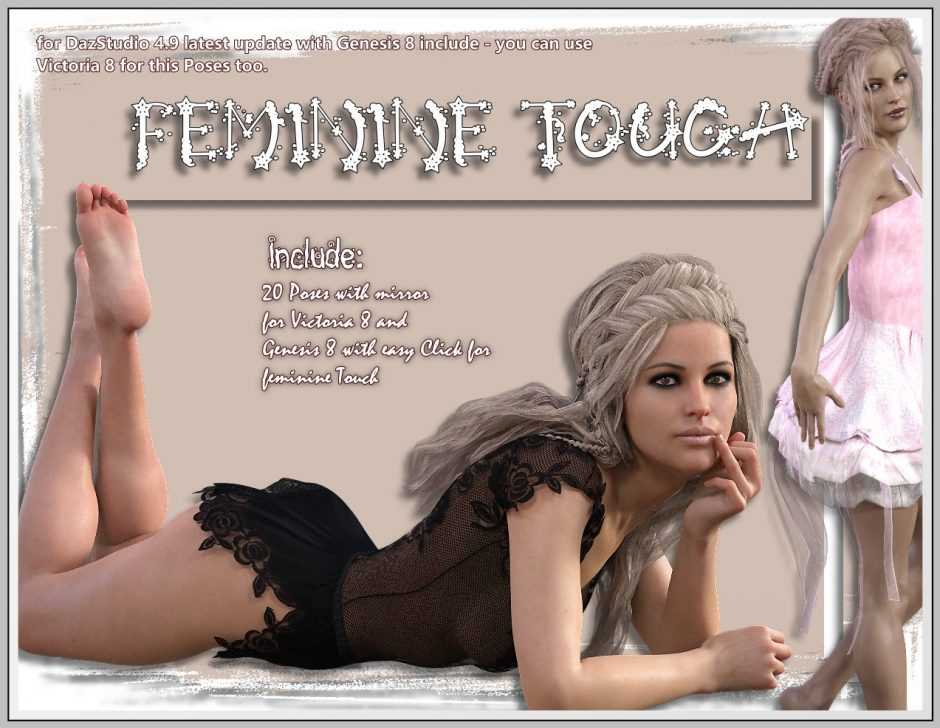 for DazStudio 4.9 latest update with Genesis 8 include - you can use
Victoria 8 for this Poses too.
FEMININE TOUCH
Include:
20 Poses with mirror
for Victoria 8 and
Genesis 8 with easy Click for
feminine Touch